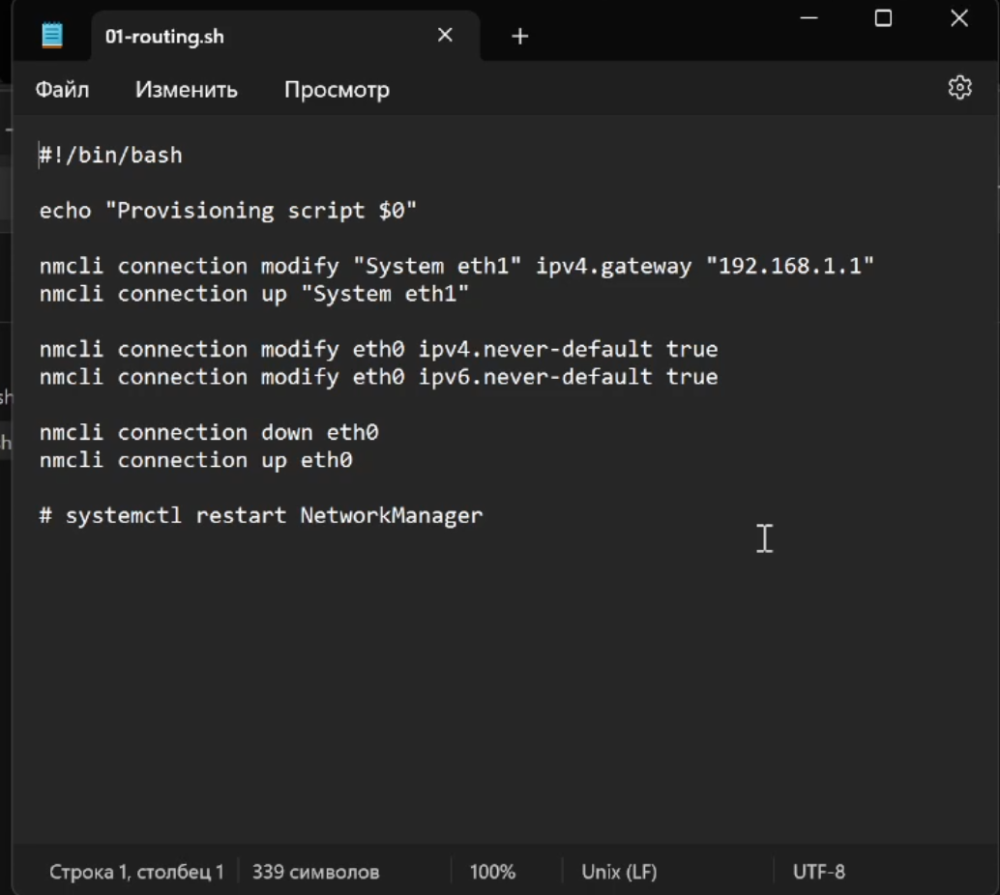 01-routing.sh
Файл Изменить Просмотр
#!/bin/bash
echo "Provisioning script $0"
nmcli connection modify "System eth1" ipv4.gateway "192.168.1.1"
nmcli connection up "System eth1"
nmcli connection modify eth0 ipv4.never-default true
nmcli connection modify eth0 ipv6.never-default true
nmcli connection down eth0
nmcli connection up eth0
# systemctl restart NetworkManager
Строка 1, столбец 1 339 символов 100% Unix (LF) UTF-8